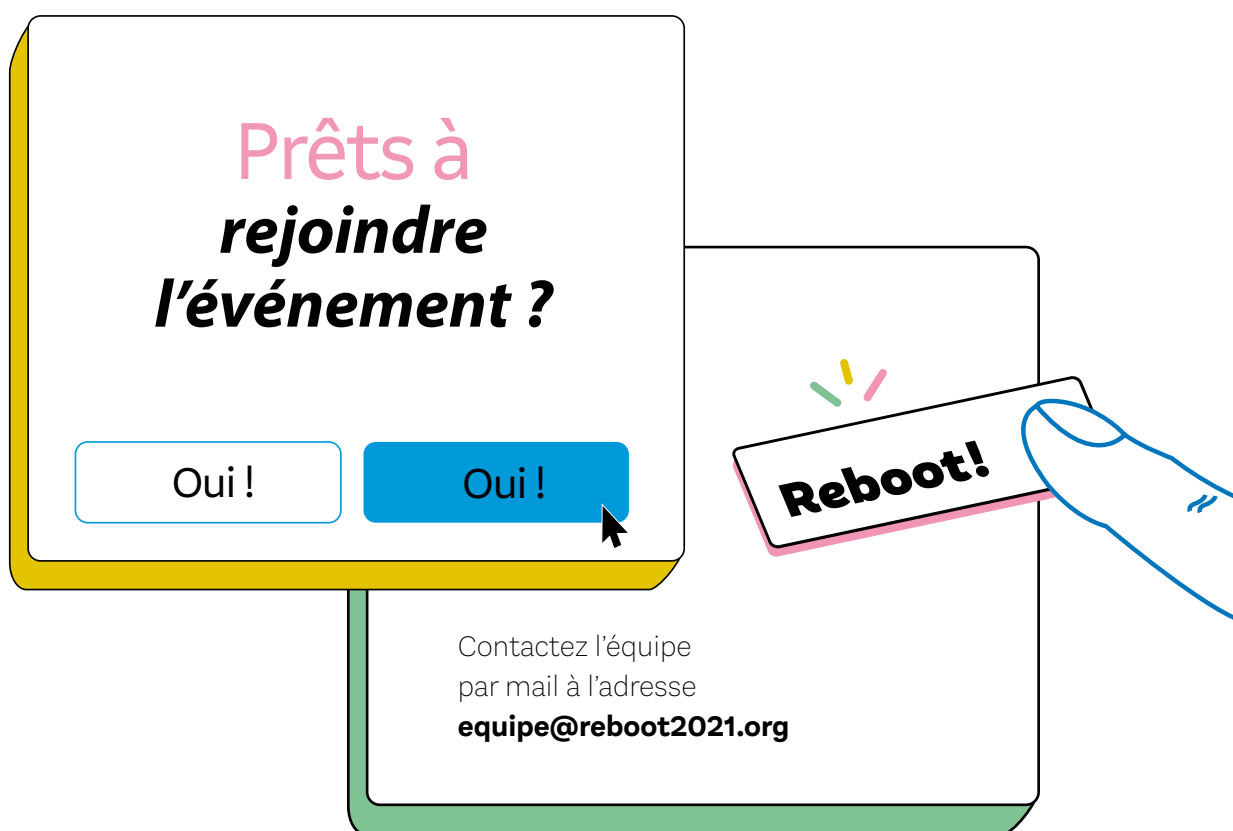 Prêts à
rejoindre
l’événement ?
Oui !
Oui !
Reboot!
Contactez l’équipe
par mail à l’adresse
equipe@reboot2021.org